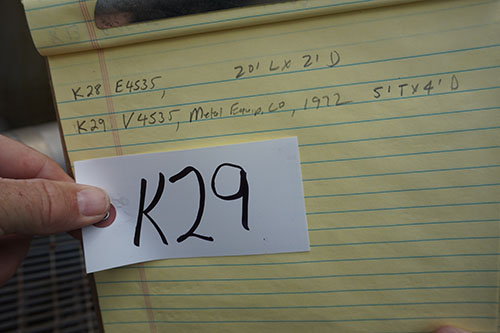 K28 E4535, 20' L X 2' D
K29 V4535, Metal Equip. CO, 1972 5' T X 4' D
K29